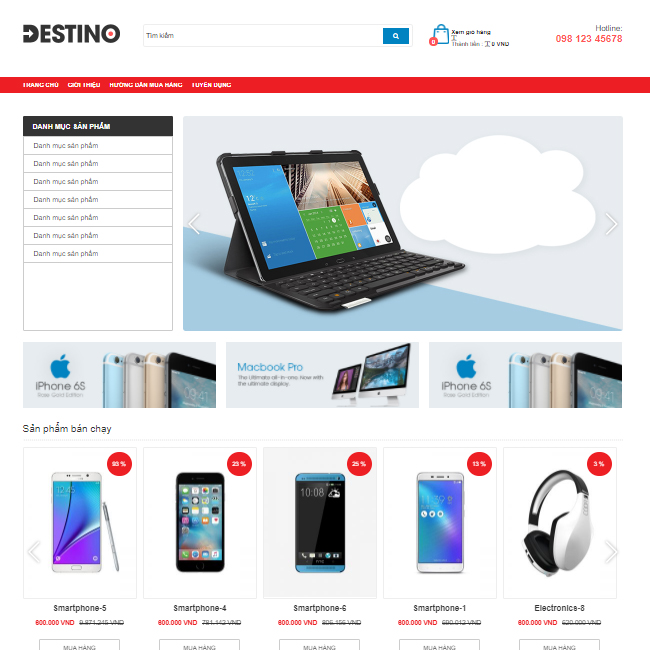 DESTINO
Tìm kiếm
Xem giỏ hàng
0
Thành tiền : 0 VND
Hotline:
098 123 45678
TRANG CHỦ GIỚI THIỆU HƯỚNG DẪN MUA HÀNG TUYỂN DỤNG
DANH MỤC SẢN PHẨM
Danh mục sản phẩm
Danh mục sản phẩm
Danh mục sản phẩm
Danh mục sản phẩm
Danh mục sản phẩm
Danh mục sản phẩm
Danh mục sản phẩm
iPhone 6S
Rose Gold Edition
Macbook Pro
The Ultimate all-in-one. Now with
the ultimate display.
iPhone 6S
Rose Gold Edition
Sản phẩm bán chạy
93 %
23 %
25 %
13 %
3 %
10:08
Smartphone-5
600.000 VND 9.871.245 VND
MUA HÀNG
Smartphone-4
600.000 VND 781.142 VND
MUA HÀNG
Smartphone-6
600.000 VND
MUA HÀNG
Smartphone-1
600.000 VND 690.012 VND
MUA HÀNG
Electronics-8
600.000 VND 620.000 VND
MUA HÀNG